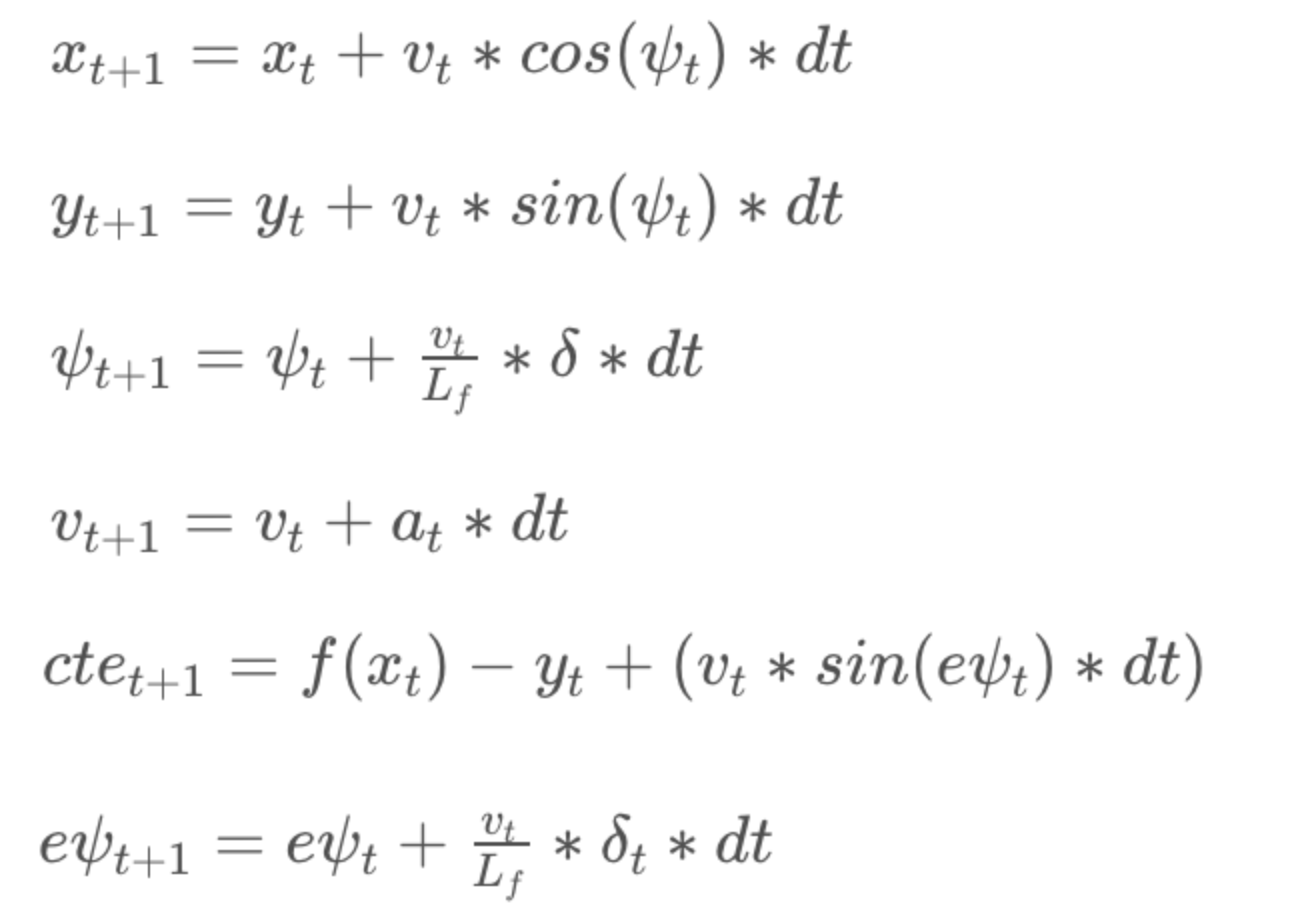 x_{t+1} = x_t + v_t * cos(ψ_t) * dt
y_{t+1} = y_t + v_t * sin(ψ_t) * dt
ψ_{t+1} = ψ_t + \frac{v_t}{L_f} * δ * dt
v_{t+1} = v_t + a_t * dt
cte_{t+1} = f(x_t) − y_t + (v_t * sin(eψ_t) * dt)
eψ_{t+1} = eψ_t + \frac{v_t}{L_f} * δ_t * dt